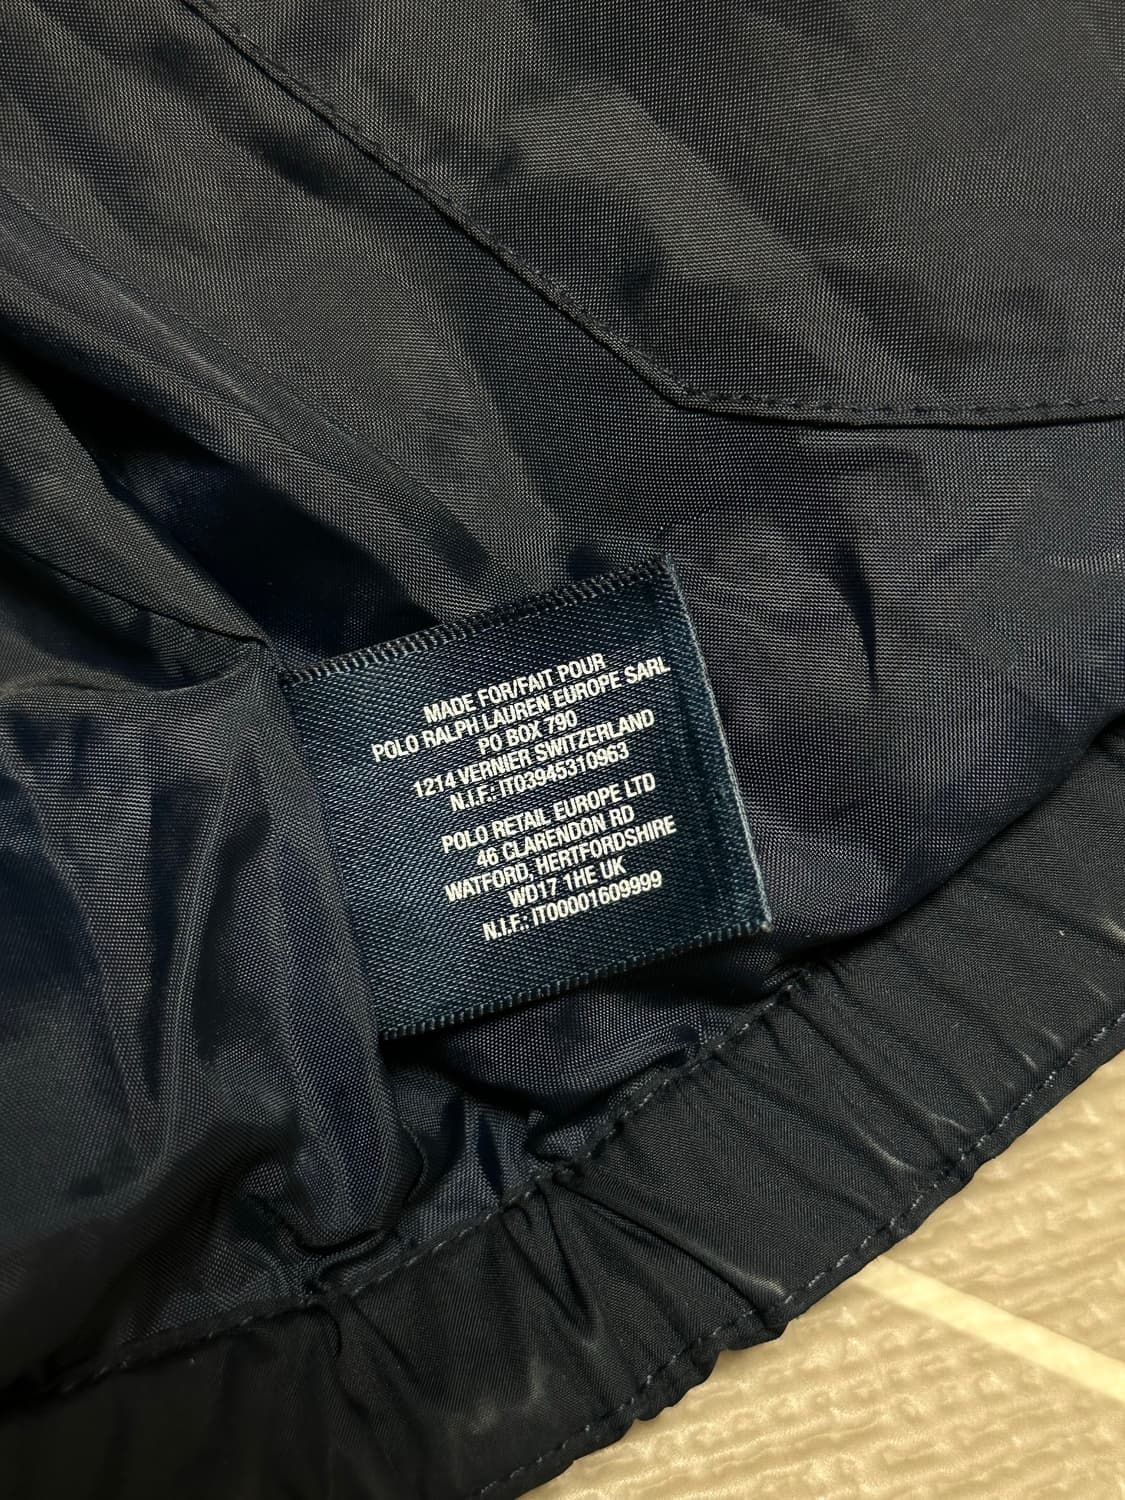 MADE FOR/FAIT POUR
POLO RALPH LAUREN EUROPE SARL
PO BOX 790
1214 VERNIER SWITZERLAND
N.I.F.: IT03945310963
POLO RETAIL EUROPE LTD
46 CLARENDON RD
WATFORD, HERTFORDSHIRE
WD17 1HE UK
N.I.F.: IT00001609999